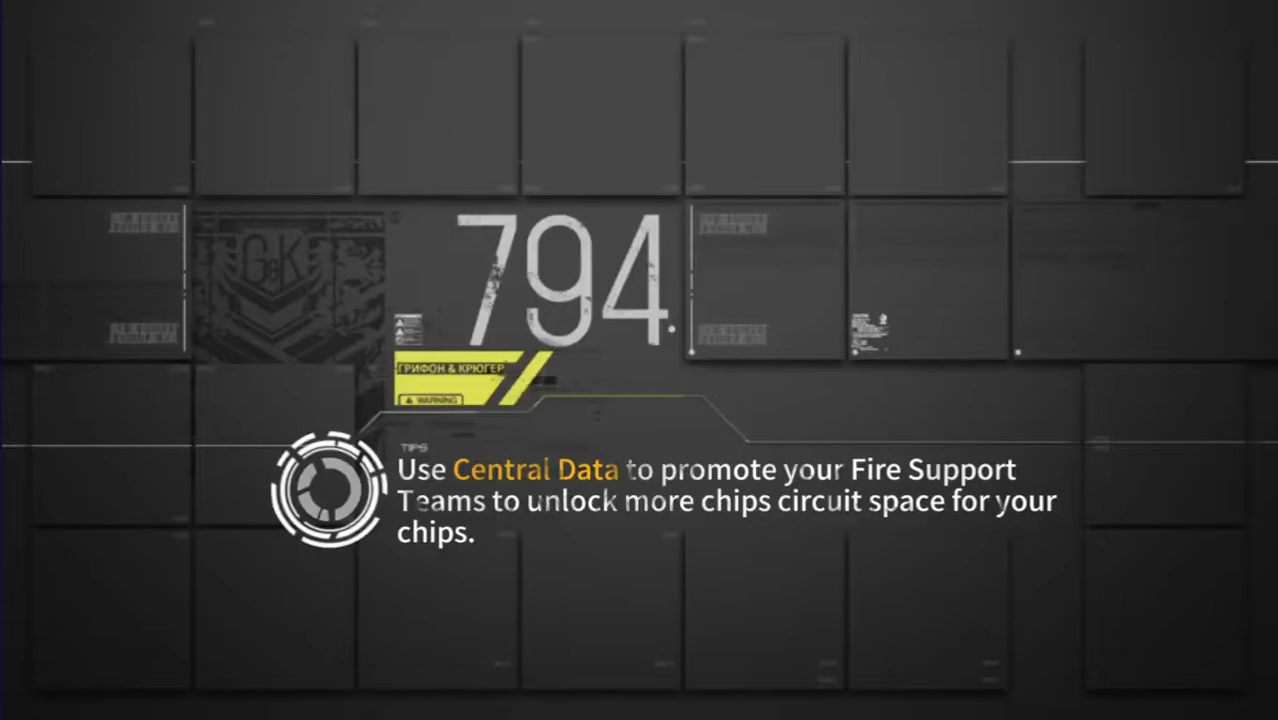 G&K
794.
ГРИФОН & КРЮГЕР
WARNING
TIPS
Use Central Data to promote your Fire Support
Teams to unlock more chips circuit space for your
chips.